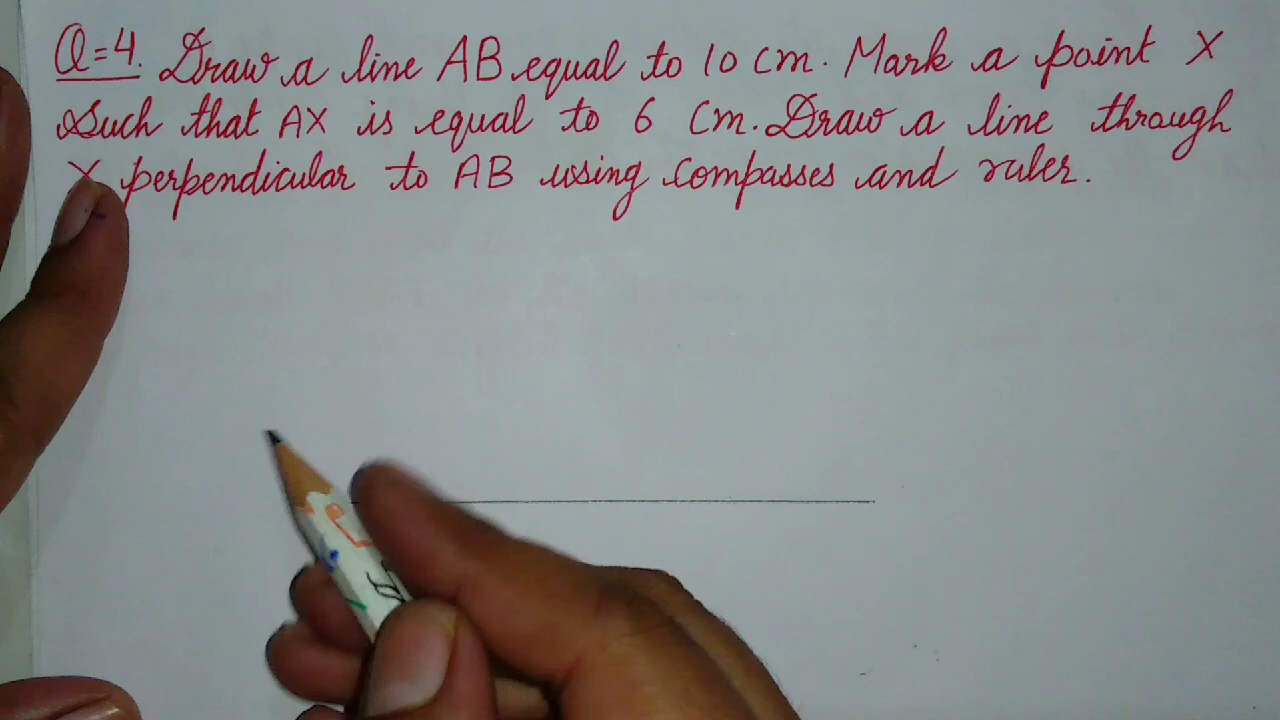 Q=4. Draw a line AB equal to 10 cm. Mark a point X
Such that AX is equal to 6 Cm. Draw a line through
X perpendicular to AB using compasses and ruler.